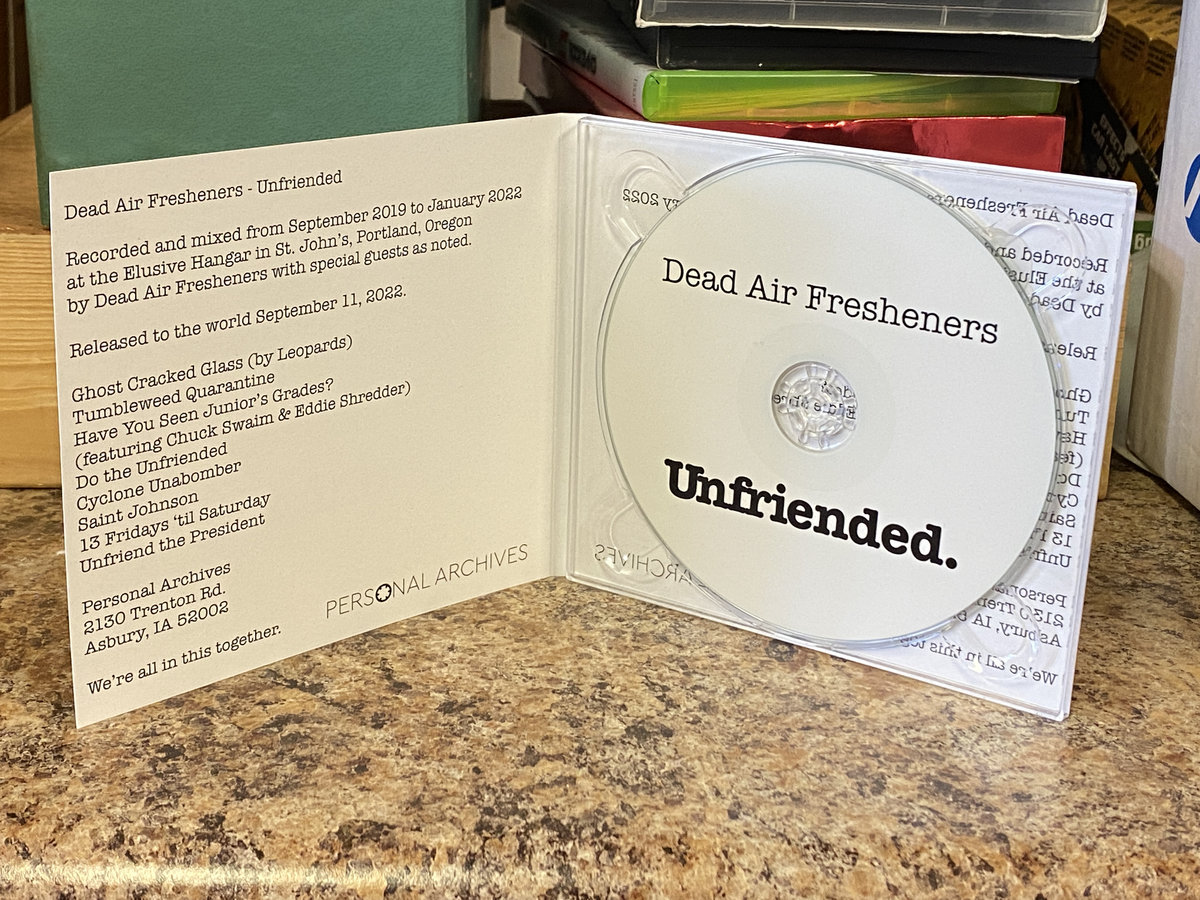 Dead Air Fresheners - Unfriended
Recorded and mixed from September 2019 to January 2022
at the Elusive Hangar in St. John's, Portland, Oregon
by Dead Air Fresheners with special guests as noted.
Released to the world September 11, 2022.
Ghost Cracked Glass (by Leopards)
Tumbleweed Quarantine
Have You Seen Junior's Grades?
(featuring Chuck Swaim & Eddie Shredder)
Do the Unfriended
Cyclone Unabomber
Saint Johnson
13 Fridays ‘til Saturday
Unfriend the President
Personal Archives
2130 Trenton Rd.
Asbury, IA 52002
We're all in this together.
PERSONAL ARCHIVES
Dead Air Fresheners
Unfriended.